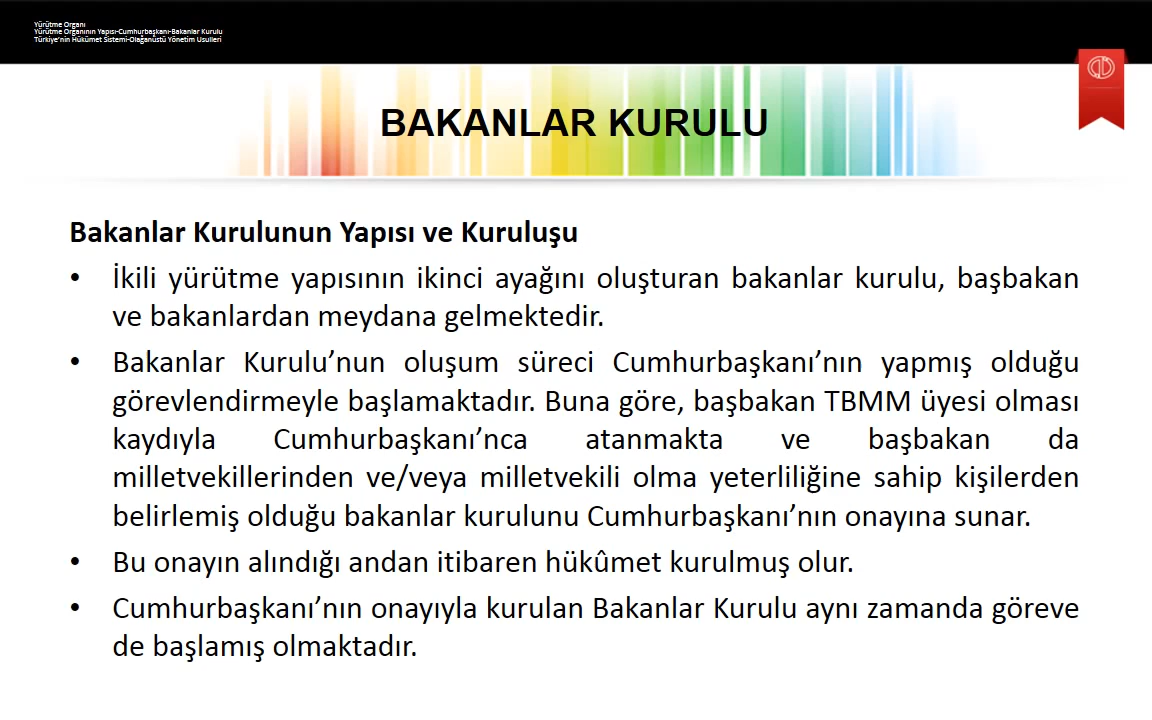 Yürütme Organı
Yürütme Organının Yapısı-Cumhurbaşkanı-Bakanlar Kurulu
Türkiye'nin Hükümet Sistemi-Olağanüstü Yönetim Usulleri
BAKANLAR KURULU
Bakanlar Kurulunun Yapısı ve Kuruluşu
• İkili yürütme yapısının ikinci ayağını oluşturan bakanlar kurulu, başbakan
ve bakanlardan meydana gelmektedir.
• Bakanlar Kurulu’nun oluşum süreci Cumhurbaşkanı’nın yapmış olduğu
görevlendirmeyle başlamaktadır. Buna göre, başbakan TBMM üyesi olması
kaydıyla Cumhurbaşkanı’nca atanmakta ve başbakan da
milletvekillerinden ve/veya milletvekili olma yeterliliğine sahip kişilerden
belirlemiş olduğu bakanlar kurulunu Cumhurbaşkanı’nın onayına sunar.
• Bu onayın alındığı andan itibaren hükûmet kurulmuş olur.
• Cumhurbaşkanı’nın onayıyla kurulan Bakanlar Kurulu aynı zamanda göreve
de başlamış olmaktadır.